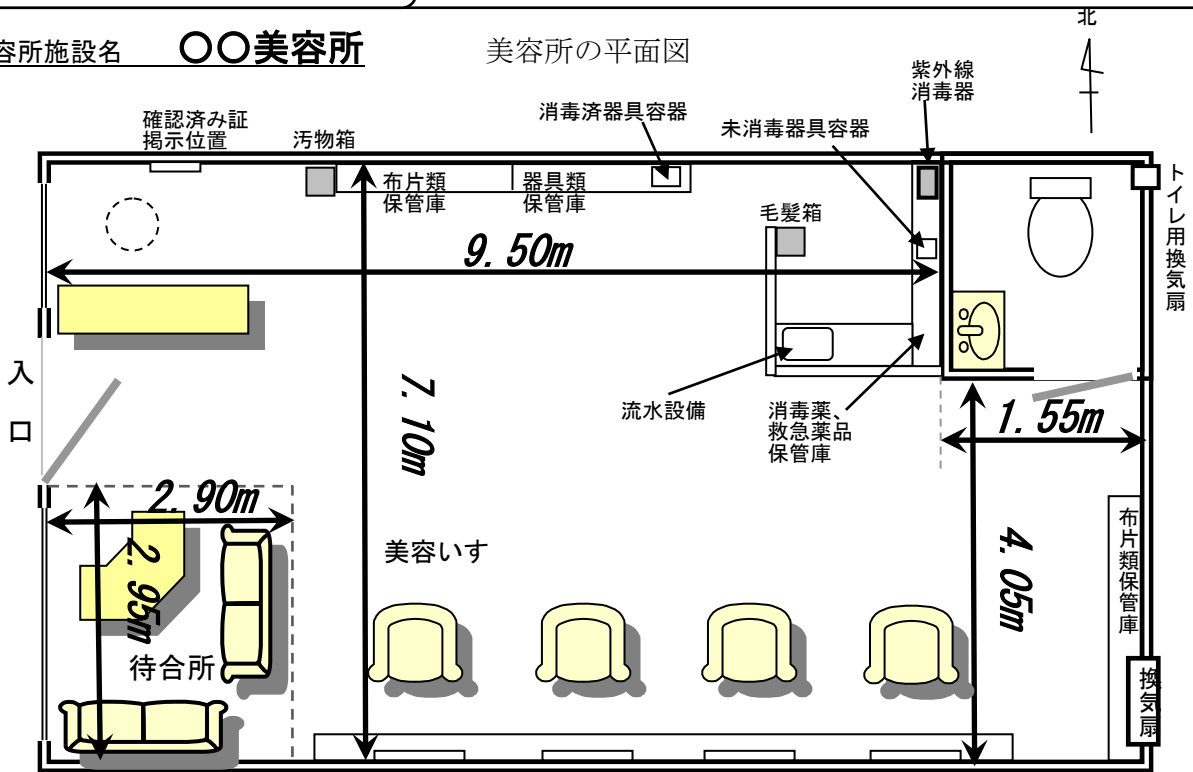 容所施設名 〇〇美容所 美容所の平面図
北
紫外線
消毒器
確認済み証
掲示位置
汚物箱
消毒済器具容器
未消毒器具容器
布片類
保管庫
器具類
保管庫
毛髪箱
トイレ用換気扇
9.50m
入口
7.10m
流水設備
消毒薬、
救急薬品
保管庫
1.55m
2.90m
2.95m
美容いす
4.05m
布片類保管庫
待合所
換気扇